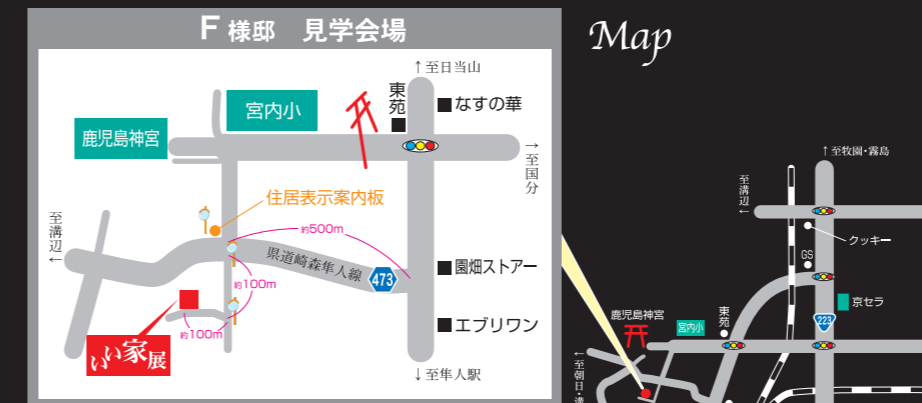 F 様邸 見学会場
↑至日当山
東苑
なすの華
宮内小
鹿児島神宮
→至国分
住居表示案内板
約500m
至溝辺←
県道崎森隼人線
473
園畑ストアー
約100m
約100m
エブリワン
いい家展
↓至隼人駅
Map
↑至牧園・霧島
至溝辺←
クッキー
GS
京セラ
223
鹿児島神宮
宮内小
東苑
←至朝日・溝